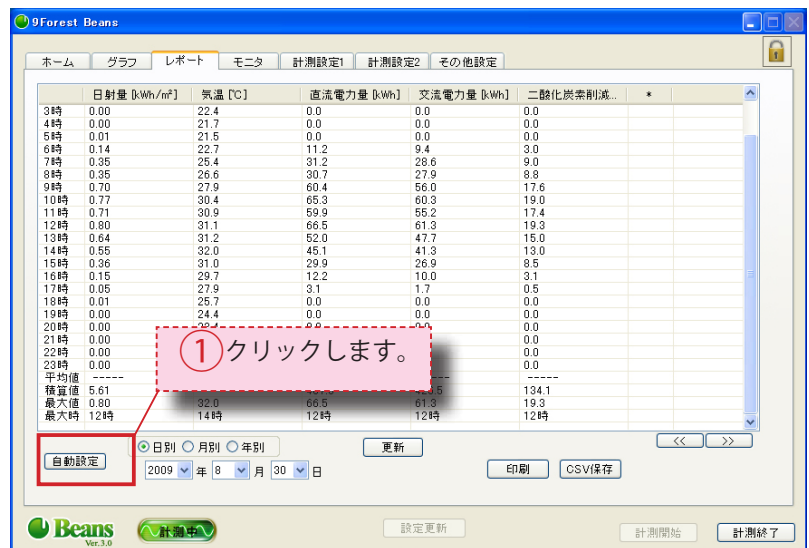 9Forest Beans
ホーム グラフ レポート モニタ 計測設定1 計測設定2 その他設定
日射量 [kWh/m²] 気温 [℃] 直流電力量 [kWh] 交流電力量 [kWh] 二酸化炭素削減... *
3時 0.00 22.4 0.0 0.0 0.0
4時 0.00 21.7 0.0 0.0 0.0
5時 0.01 21.5 0.0 0.0 0.0
6時 0.14 22.7 11.2 9.4 3.0
7時 0.35 25.4 31.2 28.6 9.0
8時 0.35 26.6 30.7 27.9 8.8
9時 0.70 27.9 60.4 56.0 17.6
10時 0.77 30.4 65.3 60.3 19.0
11時 0.71 30.9 59.9 55.2 17.4
12時 0.80 31.1 66.5 61.3 19.3
13時 0.64 31.2 52.0 47.7 15.0
14時 0.55 32.0 45.1 41.3 13.0
15時 0.36 31.0 29.9 26.9 8.5
16時 0.15 29.7 12.2 10.0 3.1
17時 0.05 27.9 3.1 1.7 0.5
18時 0.01 25.7 0.0 0.0 0.0
19時 0.00 24.4 0.0 0.0 0.0
20時 0.00 0.0
21時 0.00 0.0
22時 0.00 0.0
23時 0.00 0.0
①クリックします。
平均値 ----- -----
積算値 5.61 134.1
最大値 0.80 32.0 66.5 61.3 19.3
最大時 12時 14時 12時 12時 12時
<< >>
自動設定 日別 月別 年別 更新
2009 年 8 月 30 日 印刷 CSV保存
Beans Ver.3.0 計測中 設定更新 計測開始 計測終了